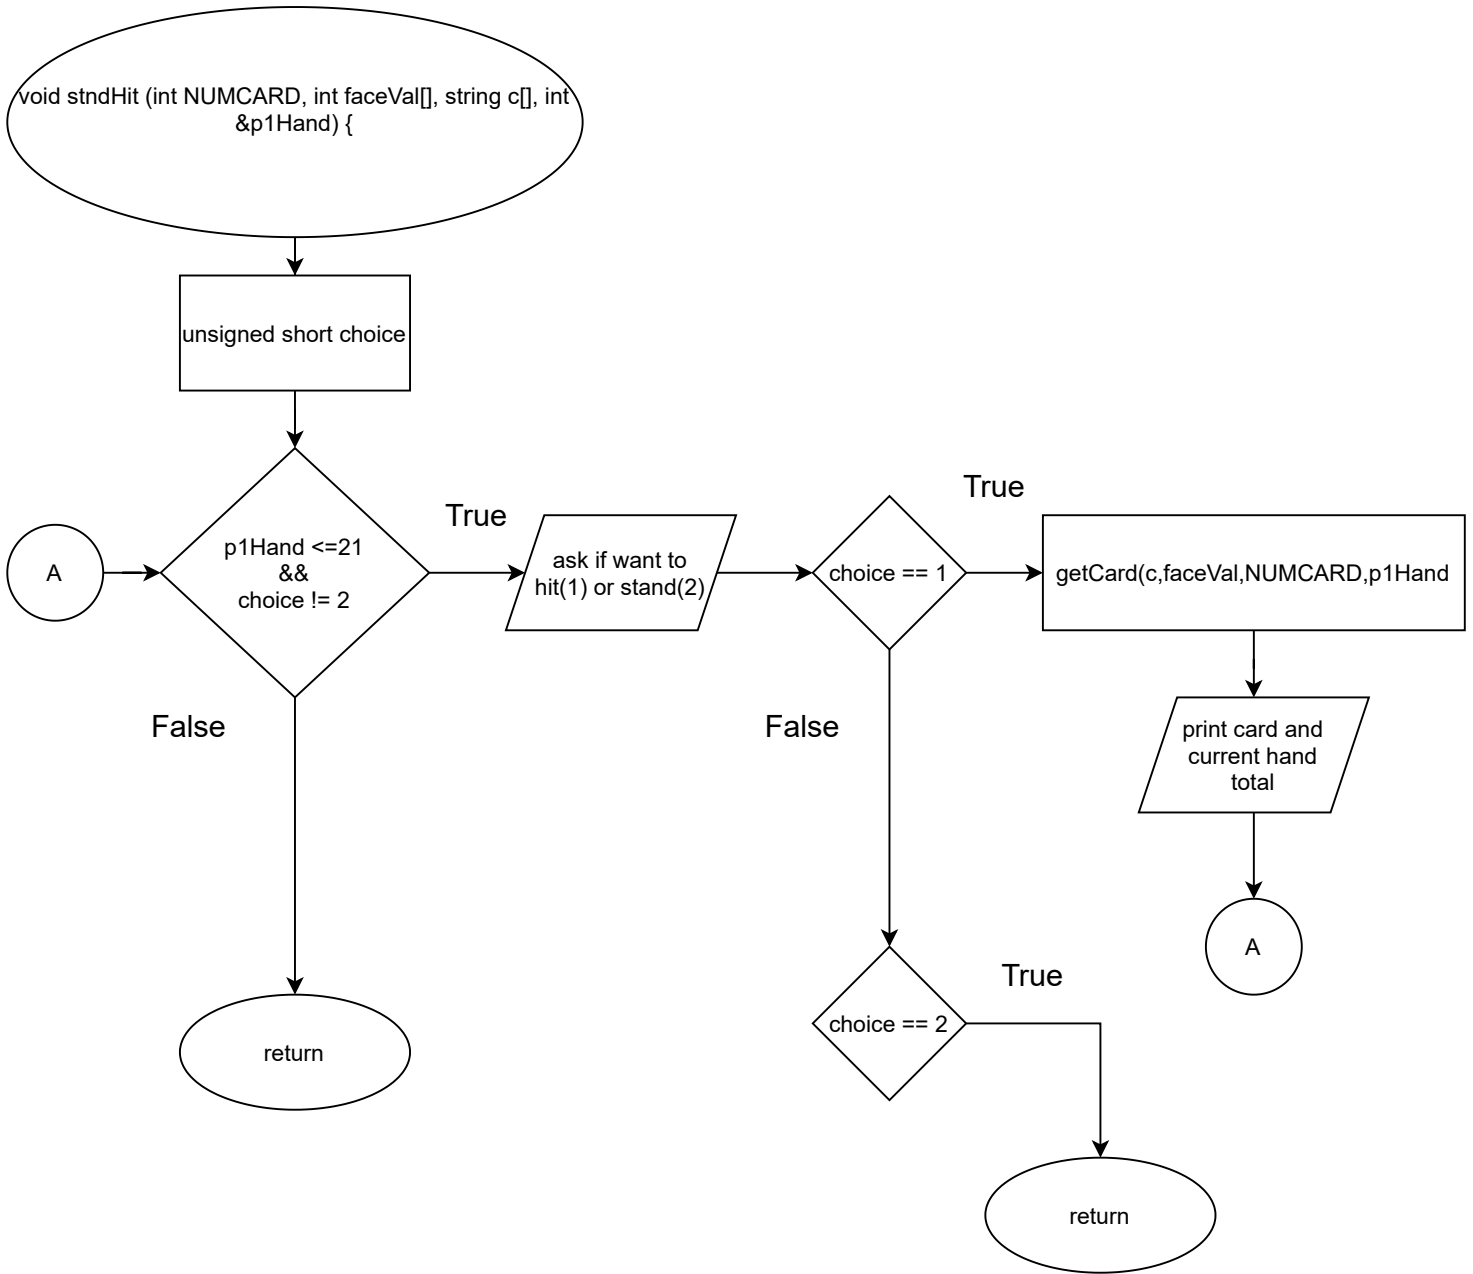 void stndHit (int NUMCARD, int faceVal[], string c[], int
&p1Hand) {
unsigned short choice
A
p1Hand <=21
&&
choice != 2
True
ask if want to
hit(1) or stand(2)
choice == 1
True
getCard(c,faceVal,NUMCARD,p1Hand
False
False
print card and
current hand
total
A
choice == 2
True
return
return